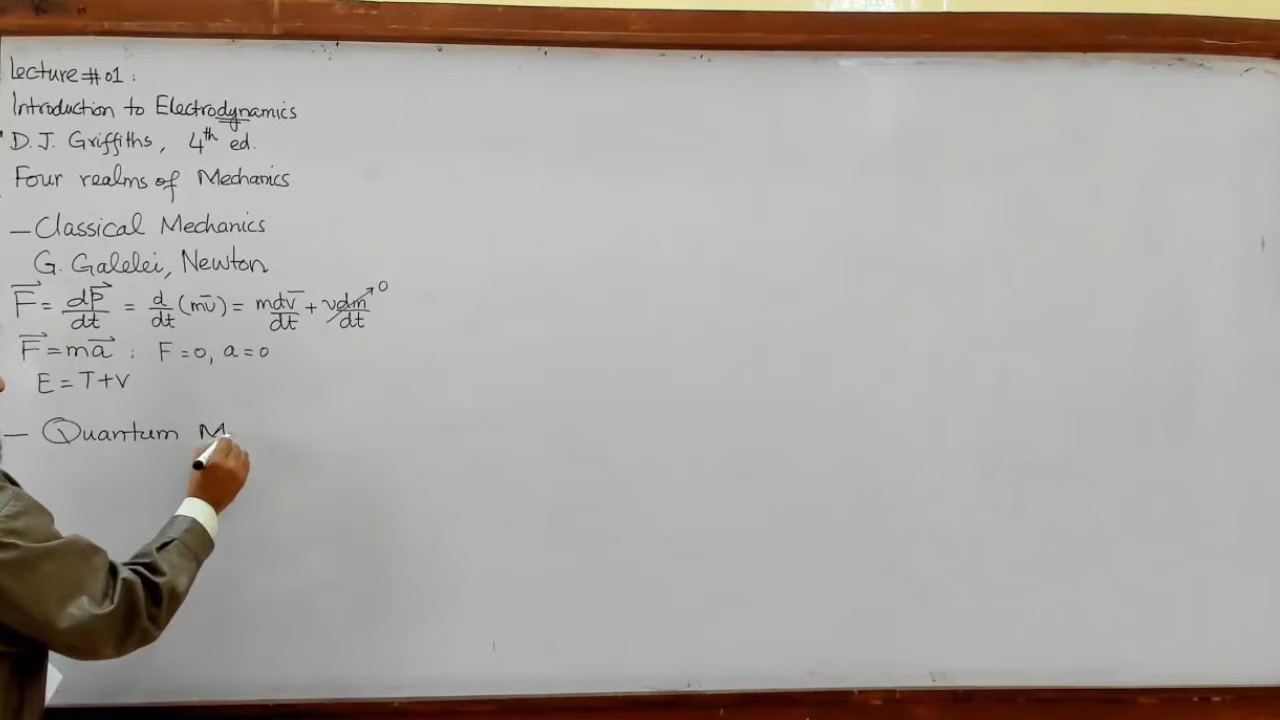 Lecture #01:
Introduction to Electrodynamics
D.J. Griffiths, 4th ed.
Four realms of Mechanics
— Classical Mechanics
G. Galelei, Newton
F⃗ = dP⃗/dt = d/dt (mv̄) = m dv̄/dt + v dm/dt → 0
F⃗ = ma⃗ : F = 0, a = 0
E = T + V
— Quantum M